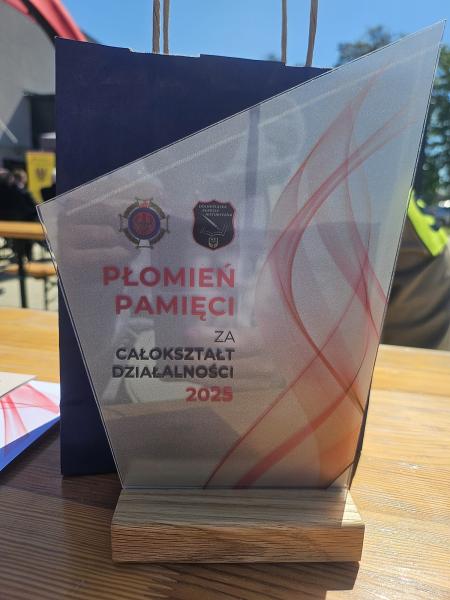 PŁOMIEŃ
PAMIĘCI
ZA
CAŁOKSZTAŁT
DZIAŁALNOŚCI
2025